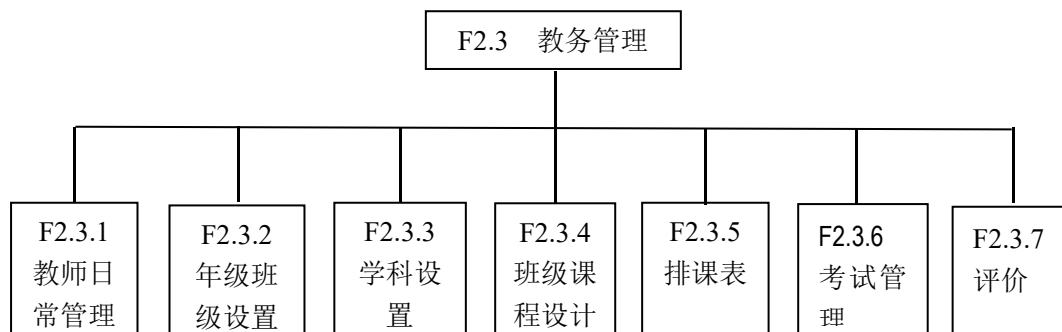 F2.3 教务管理
F2.3.1
教师日
常管理
F2.3.2
年级班
级设置
F2.3.3
学科设
置
F2.3.4
班级课
程设计
F2.3.5
排课表
F2.3.6
考试管
理
F2.3.7
评价